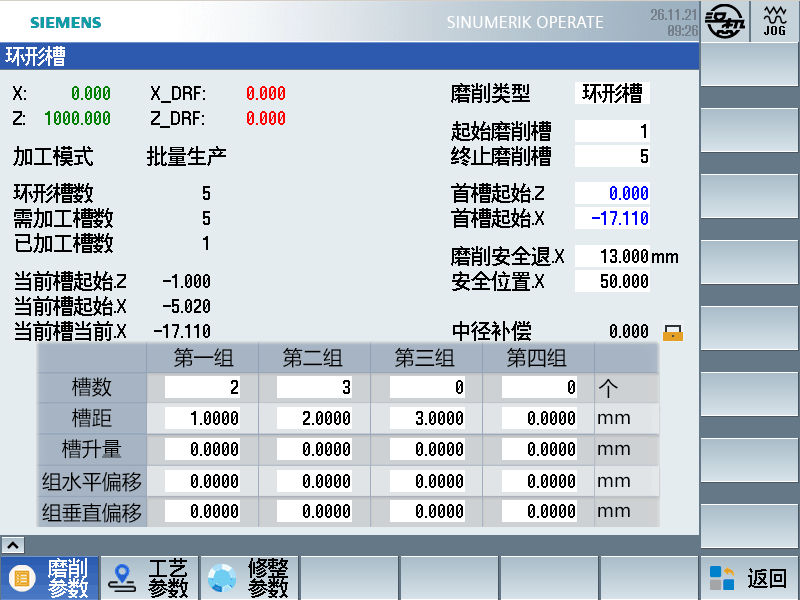 SIEMENS
SINUMERIK OPERATE
26.11.21
09:26
汉机
JOG
环形槽
X: 0.000 X_DRF: 0.000
Z: 1000.000 Z_DRF: 0.000
加工模式 批量生产
环形槽数 5
需加工槽数 5
已加工槽数 1
当前槽起始.Z -1.000
当前槽起始.X -5.020
当前槽当前.X -17.110
磨削类型 环形槽
起始磨削槽 1
终止磨削槽 5
首槽起始.Z 0.000
首槽起始.X -17.110
磨削安全退.X 13.000 mm
安全位置.X 50.000
中径补偿 0.000
第一组 第二组 第三组 第四组
槽数 2 3 0 0 个
槽距 1.0000 2.0000 3.0000 0.0000 mm
槽升量 0.0000 0.0000 0.0000 0.0000 mm
组水平偏移 0.0000 0.0000 0.0000 0.0000 mm
组垂直偏移 0.0000 0.0000 0.0000 0.0000 mm
磨削
参数
工艺
参数
修整
参数
返回